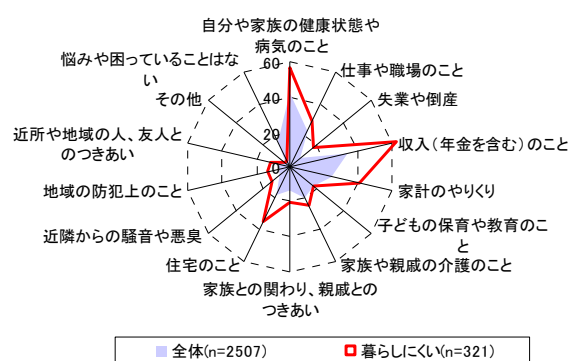 自分や家族の健康状態や
病気のこと
仕事や職場のこと
失業や倒産
収入(年金を含む)のこと
家計のやりくり
子どもの保育や教育のこ
と
家族や親戚の介護のこと
家族との関わり、親戚との
つきあい
住宅のこと
近隣からの騒音や悪臭
地域の防犯上のこと
近所や地域の人、友人と
のつきあい
その他
悩みや困っていることはな
い
60
40
20
0
全体(n=2507)
暮らしにくい(n=321)